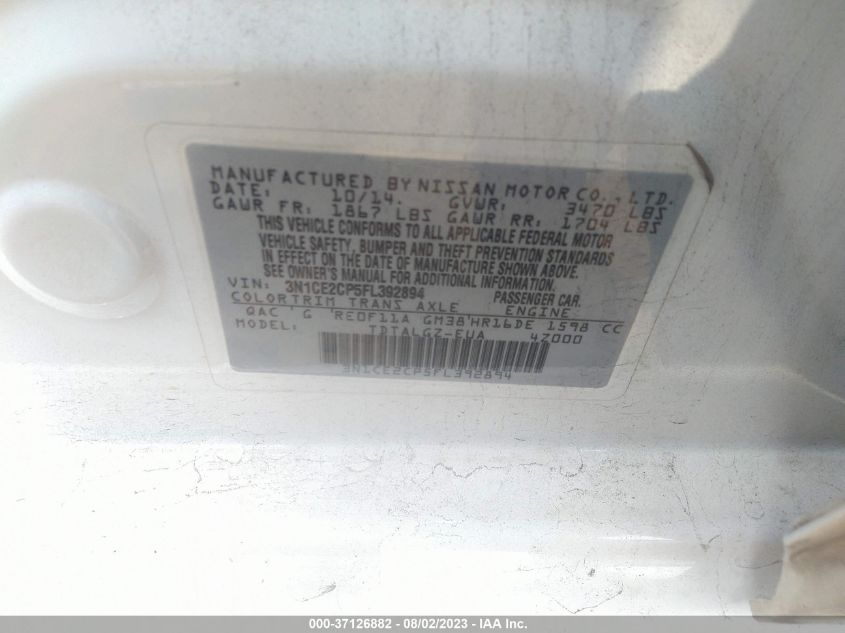 MANUFACTURED BY NISSAN MOTOR CO., LTD.
DATE: 10/14. GVWR: 3470 LBS
GAWR FR: 1867 LBS GAWR RR: 1704 LBS
THIS VEHICLE CONFORMS TO ALL APPLICABLE FEDERAL MOTOR
VEHICLE SAFETY, BUMPER AND THEFT PREVENTION STANDARDS
IN EFFECT ON THE DATE OF MANUFACTURE SHOWN ABOVE.
SEE OWNER'S MANUAL FOR ADDITIONAL INFORMATION.
VIN: 3N1CE2CP5FL392894 PASSENGER CAR.
COLORTRIM TRANS AXLE ENGINE
QAC ' G 'RE0F11A GM38'HR16DE 1598 CC
MODEL: TDTALGZ-EUA 4Z000
3N1CE2CP5FL392894
000-37126882 - 08/02/2023 - IAA Inc.